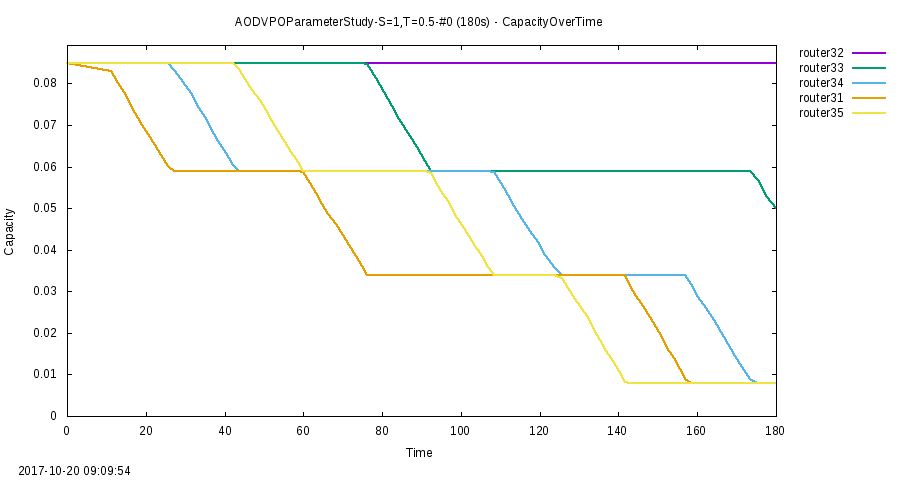 AODVPOParameterStudy-S=1,T=0.5-#0 (180s) - CapacityOverTime
router32
router33
router34
router31
router35
0.08
0.07
0.06
0.05
0.04
0.03
0.02
0.01
0
Capacity
0 20 40 60 80 100 120 140 160 180
Time
2017-10-20 09:09:54